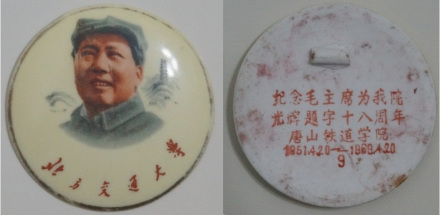 北方交通大學
纪念毛主席为我院
光辉题字十八周年
唐山铁道学院
1951.4.20—1969.4.20
9